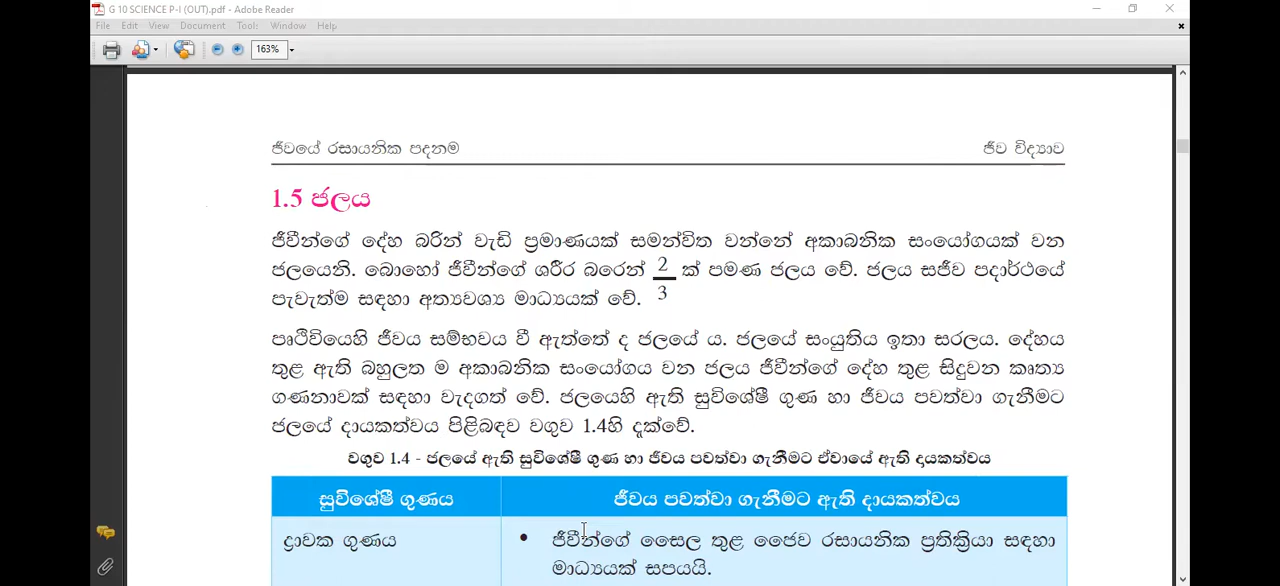 G 10 SCIENCE P-I (OUT).pdf - Adobe Reader
File Edit View Document Tools Window Help
163%
ජීවයේ රසායනික පදනම ජීව විද්‍යාව
1.5 ජලය
ජීවීන්ගේ දේහ බරින් වැඩි ප්‍රමාණයක් සමන්විත වන්නේ අකාබනික සංයෝගයක් වන
ජලයෙනි. බොහෝ ජීවීන්ගේ ශරීර බරෙන් 2/3 ක් පමණ ජලය වේ. ජලය සජීව පදාර්ථයේ
පැවැත්ම සඳහා අත්‍යවශ්‍ය මාධ්‍යයක් වේ.
පෘථිවියෙහි ජීවය සම්භවය වී ඇත්තේ ද ජලයේ ය. ජලයේ සංයුතිය ඉතා සරලය. දේහය
තුළ ඇති බහුලත ම අකාබනික සංයෝගය වන ජලය ජීවීන්ගේ දේහ තුළ සිදුවන කෘත්‍ය
ගණනාවක් සඳහා වැදගත් වේ. ජලයෙහි ඇති සුවිශේෂී ගුණ හා ජීවය පවත්වා ගැනීමට
ජලයේ දායකත්වය පිළිබඳව වගුව 1.4හි දැක්වේ.
වගුව 1.4 - ජලයේ ඇති සුවිශේෂී ගුණ හා ජීවය පවත්වා ගැනීමට ඒවායේ ඇති දායකත්වය
සුවිශේෂී ගුණය ජීවය පවත්වා ගැනීමට ඇති දායකත්වය
ද්‍රාවක ගුණය • ජීවීන්ගේ සෛල තුළ ජෛව රසායනික ප්‍රතික්‍රියා සඳහා
මාධ්‍යයක් සපයයි.